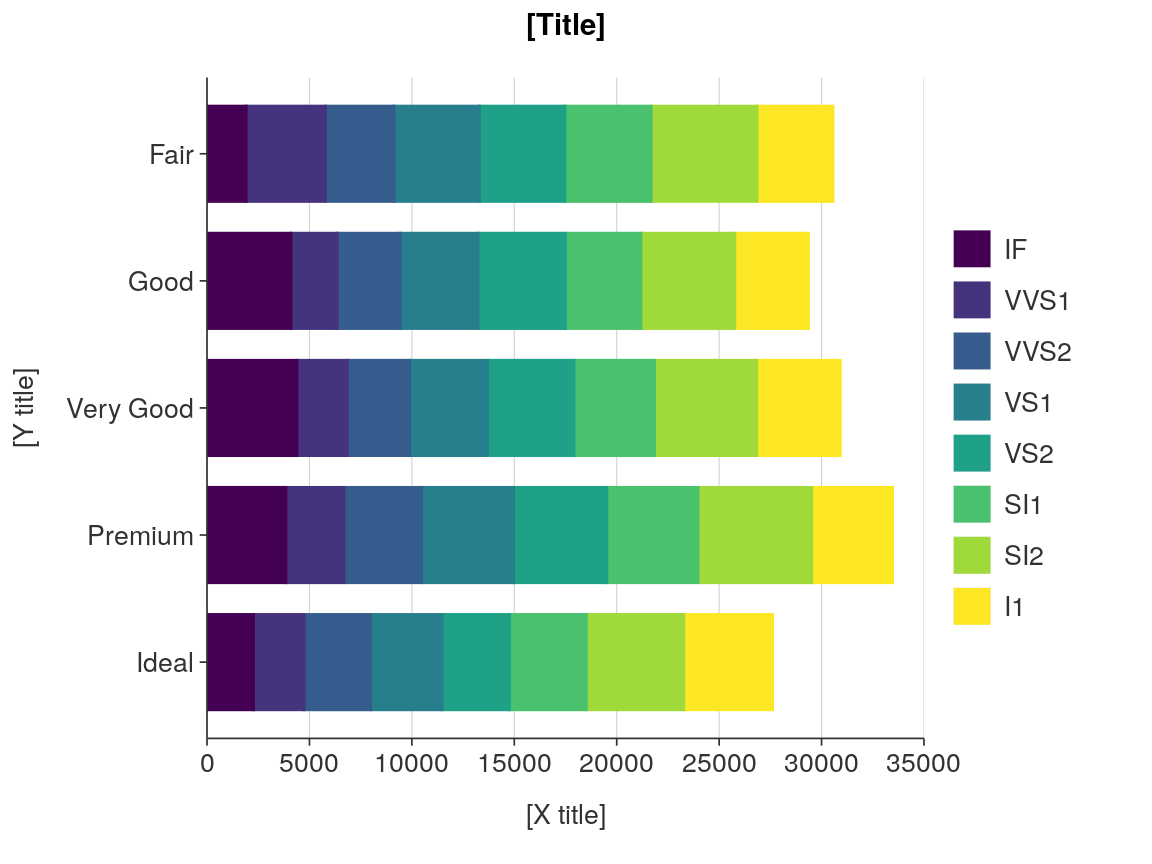 [Title]
[Y title]
Fair
Good
Very Good
Premium
Ideal
0 5000 10000 15000 20000 25000 30000 35000
[X title]
IF
VVS1
VVS2
VS1
VS2
SI1
SI2
I1